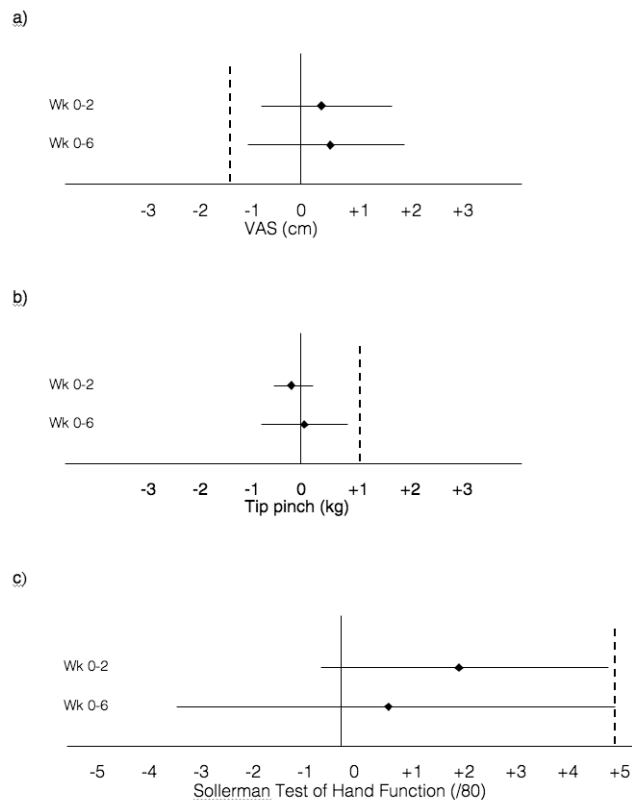 a)
Wk 0-2
Wk 0-6
-3 -2 -1 0 +1 +2 +3
VAS (cm)
b)
Wk 0-2
Wk 0-6
-3 -2 -1 0 +1 +2 +3
Tip pinch (kg)
c)
Wk 0-2
Wk 0-6
-5 -4 -3 -2 -1 0 +1 +2 +3 +4 +5
Sollerman Test of Hand Function (/80)